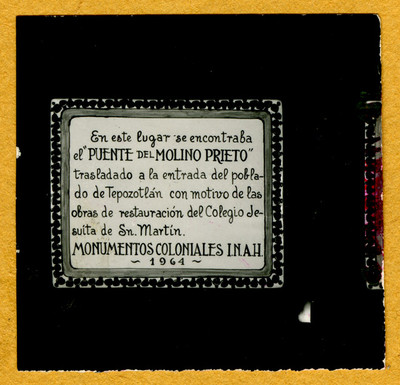 En este lugar se encontraba
el "PUENTE DEL MOLINO PRIETO"
trasladado a la entrada del pobla-
do de Tepozotlán con motivo de las
obras de restauración del Colegio Je-
suíta de Sn. Martín.
MONUMENTOS COLONIALES I.N.A.H.
~ 1964 ~